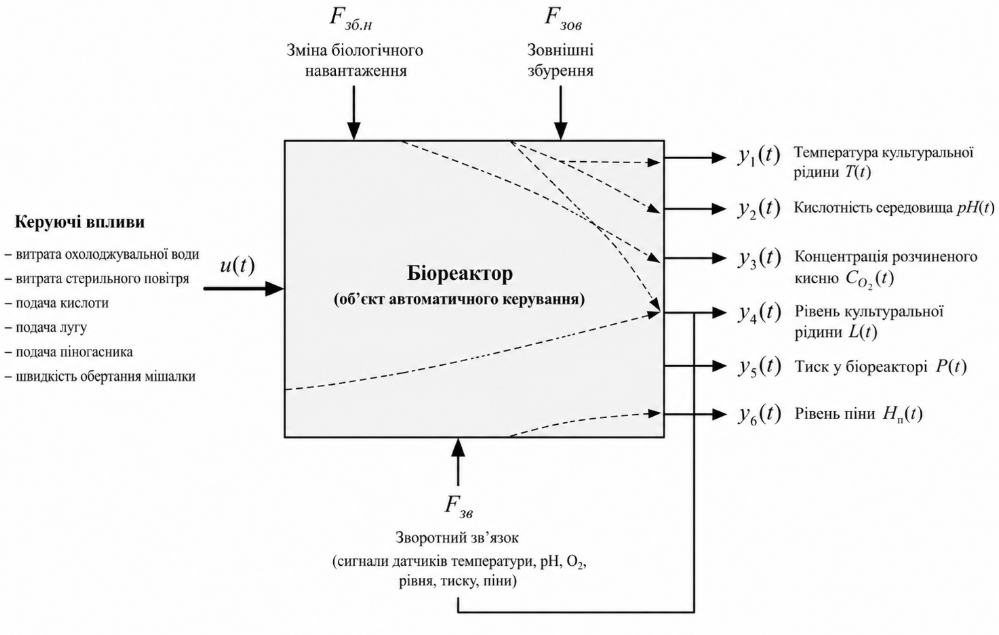 F зб.н
Зміна біологічного
навантаження
F зов
Зовнішні
збурення
Керуючі впливи
– витрата охолоджувальної води
– витрата стерильного повітря
– подача кислоти
– подача лугу
– подача піногасника
– швидкість обертання мішалки
u(t)
Біореактор
(об’єкт автоматичного керування)
y₁(t) Температура культуральної
рідини T(t)
y₂(t) Кислотність середовища pH(t)
y₃(t) Концентрація розчиненого
кисню C_O₂(t)
y₄(t) Рівень культуральної
рідини L(t)
y₅(t) Тиск у біореакторі P(t)
y₆(t) Рівень піни Hп(t)
F зв
Зворотний зв’язок
(сигнали датчиків температури, pH, O₂,
рівня, тиску, піни)